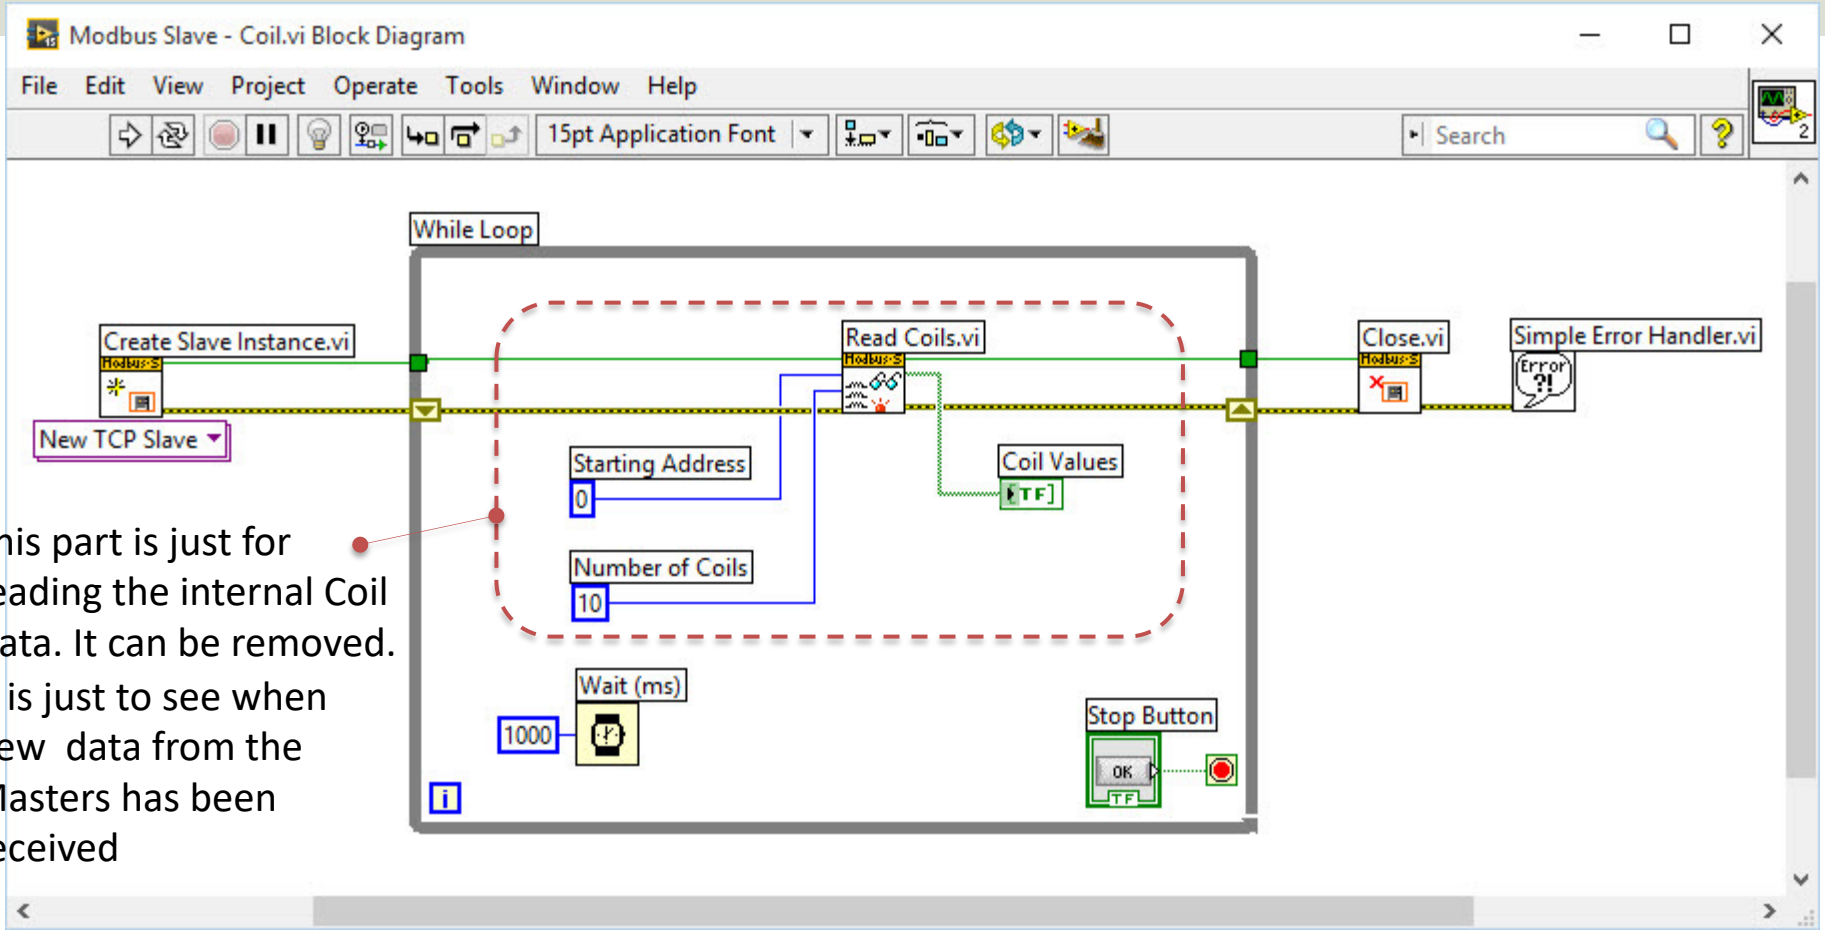 Modbus Slave - Coil.vi Block Diagram
File Edit View Project Operate Tools Window Help
15pt Application Font
Search
2
While Loop
Create Slave Instance.vi
Modbus-S
New TCP Slave
Read Coils.vi
Modbus-S
Close.vi
Modbus-S
Simple Error Handler.vi
Error
?!
Starting Address
0
Coil Values
[TF]
Number of Coils
10
his part is just for
eading the internal Coil
ata. It can be removed.
is just to see when
ew data from the
Masters has been
eceived
Wait (ms)
1000
Stop Button
OK
TF
i